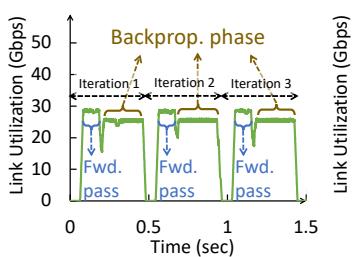 Link Utilization (Gbps)
50
40
30
20
10
0
Backprop. phase
Iteration 1
Iteration 2
Iteration 3
Fwd.
pass
Fwd.
pass
Fwd.
pass
0
0.5
1
1.5
Time (sec)
Link Utilization (Gbps)